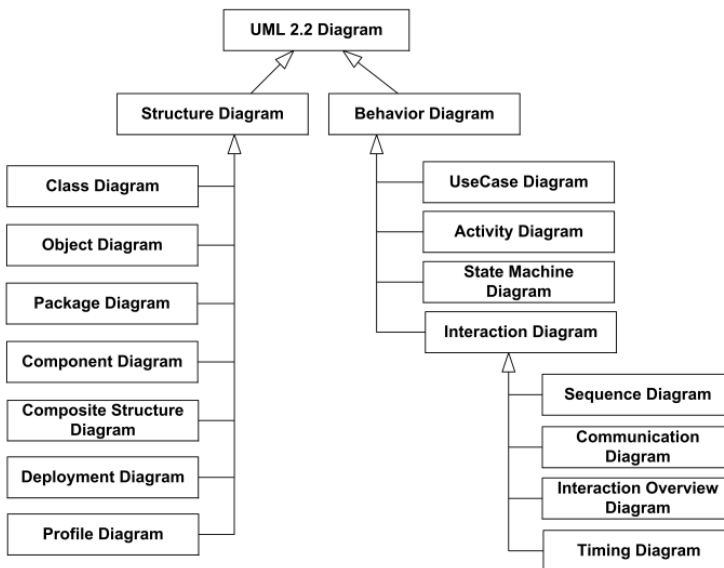 UML 2.2 Diagram
Structure Diagram
Behavior Diagram
Class Diagram
Object Diagram
Package Diagram
Component Diagram
Composite Structure
Diagram
Deployment Diagram
Profile Diagram
UseCase Diagram
Activity Diagram
State Machine
Diagram
Interaction Diagram
Sequence Diagram
Communication
Diagram
Interaction Overview
Diagram
Timing Diagram